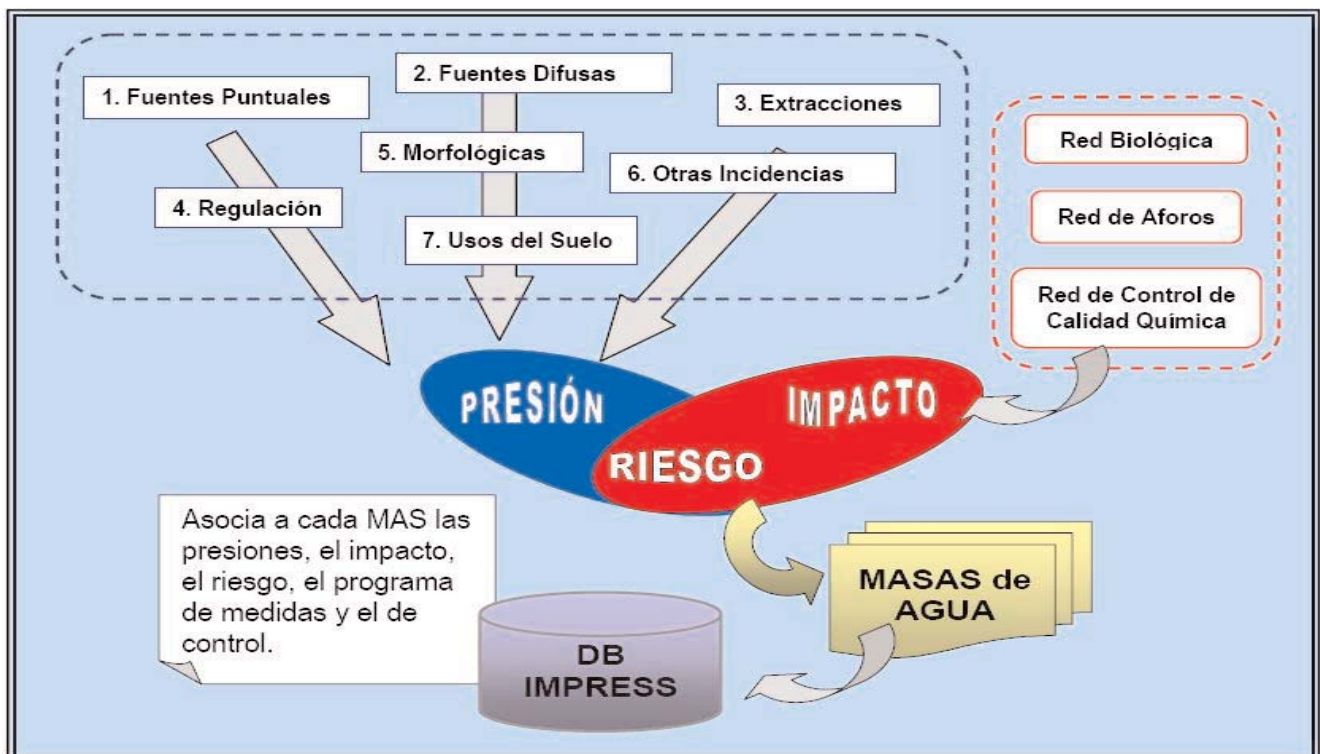 1. Fuentes Puntuales
2. Fuentes Difusas
3. Extracciones
4. Regulación
5. Morfológicas
6. Otras Incidencias
7. Usos del Suelo
Red Biológica
Red de Aforos
Red de Control de
Calidad Química
PRESIÓN
IMPACTO
RIESGO
Asocia a cada MAS las
presiones, el impacto,
el riesgo, el programa
de medidas y el de
control.
MASAS de
AGUA
DB
IMPRESS